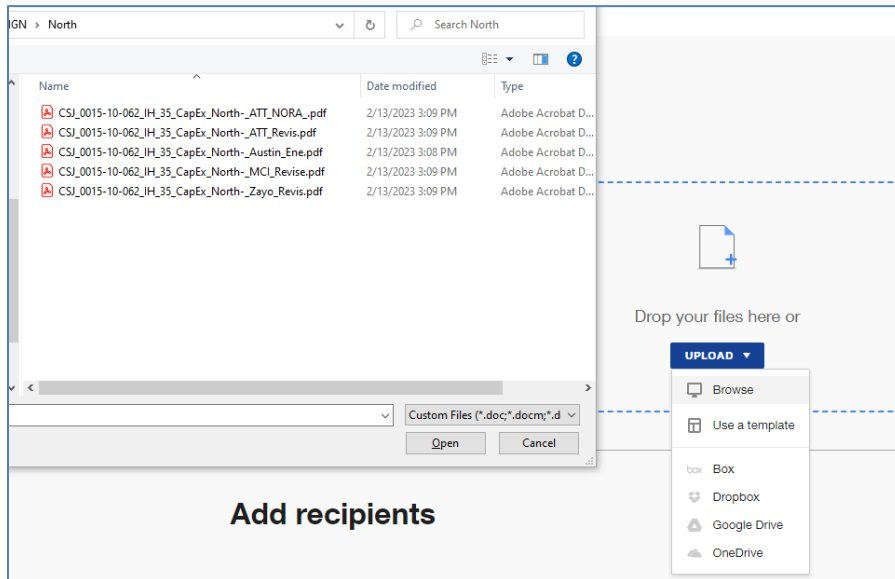 IGN > North
Search North
Name
Date modified
Type
CSJ_0015-10-062_IH_35_CapEx_North-_ATT_NORA_.pdf 2/13/2023 3:09 PM Adobe Acrobat D...
CSJ_0015-10-062_IH_35_CapEx_North-_ATT_Revis.pdf 2/13/2023 3:09 PM Adobe Acrobat D...
CSJ_0015-10-062_IH_35_CapEx_North-_Austin_Ene.pdf 2/13/2023 3:08 PM Adobe Acrobat D...
CSJ_0015-10-062_IH_35_CapEx_North-_MCI_Revise.pdf 2/13/2023 3:09 PM Adobe Acrobat D...
CSJ_0015-10-062_IH_35_CapEx_North-_Zayo_Revis.pdf 2/13/2023 3:09 PM Adobe Acrobat D...
Custom Files (*.doc;*.docm;*.d
Open
Cancel
Drop your files here or
UPLOAD
Browse
Use a template
box Box
Dropbox
Google Drive
OneDrive
Add recipients